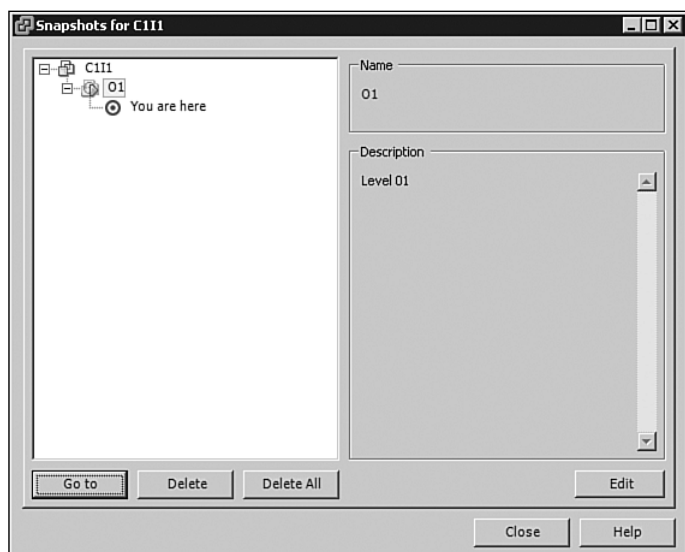 Snapshots for C1I1
C1I1
01
You are here
Name
01
Description
Level 01
Go to
Delete
Delete All
Edit
Close
Help